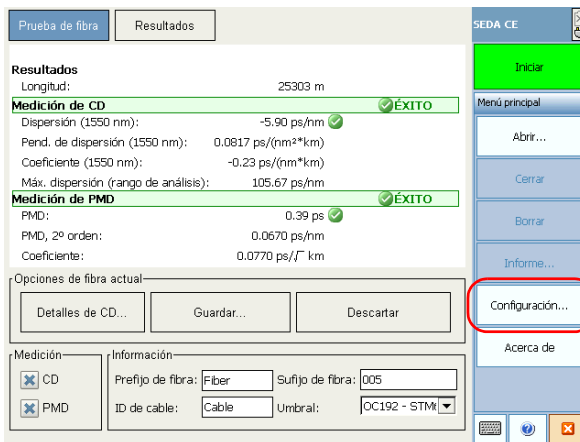 Prueba de fibra
Resultados
SEDA CE
Resultados
Longitud: 25303 m
Medición de CD ÉXITO
Dispersión (1550 nm): -5.90 ps/nm
Pend. de dispersión (1550 nm): 0.0817 ps/(nm²*km)
Coeficiente (1550 nm): -0.23 ps/(nm*km)
Máx. dispersión (rango de análisis): 105.67 ps/nm
Medición de PMD ÉXITO
PMD: 0.39 ps
PMD, 2º orden: 0.0670 ps/nm
Coeficiente: 0.0770 ps/√ km
Opciones de fibra actual
Detalles de CD... Guardar... Descartar
Medición
CD
PMD
Información
Prefijo de fibra: Fiber Sufijo de fibra: 005
ID de cable: Cable Umbral: OC192 -
Iniciar
Menú principal
Abrir...
Cerrar
Borrar
Informe...
Configuración...
Acerca de